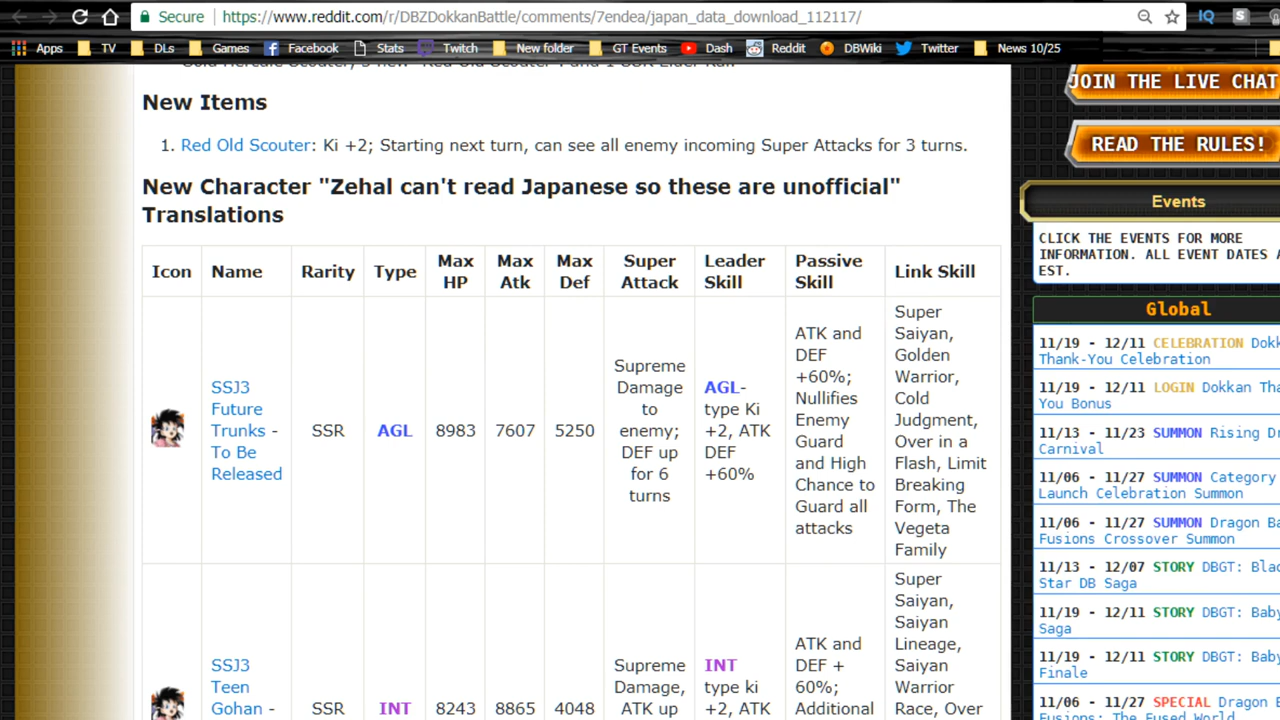 Secure https://www.reddit.com/r/DBZDokkanBattle/comments/7endea/japan_data_download_112117/
Apps TV DLs Games Facebook Stats Twitch New folder GT Events Dash Reddit DBWiki Twitter News 10/25
New Items
1. Red Old Scouter: Ki +2; Starting next turn, can see all enemy incoming Super Attacks for 3 turns.
New Character "Zehal can't read Japanese so these are unofficial"
Translations
Icon Name Rarity Type Max HP Max Atk Max Def Super Attack Leader Skill Passive Skill Link Skill
SSJ3
Future
Trunks -
To Be
Released
SSR
AGL
8983
7607
5250
Supreme
Damage
to
enemy;
DEF up
for 6
turns
AGL-
type Ki
+2, ATK
DEF
+60%
ATK and
DEF
+60%;
Nullifies
Enemy
Guard
and High
Chance to
Guard all
attacks
Super
Saiyan,
Golden
Warrior,
Cold
Judgment,
Over in a
Flash, Limit
Breaking
Form, The
Vegeta
Family
SSJ3
Teen
Gohan -
SSR
INT
8243
8865
4048
Supreme
Damage,
ATK up
INT
type ki
+2, ATK
ATK and
DEF +
60%;
Additional
Super
Saiyan,
Saiyan
Lineage,
Saiyan
Warrior
Race, Over
JOIN THE LIVE CHAT
READ THE RULES!
Events
CLICK THE EVENTS FOR MORE
INFORMATION. ALL EVENT DATES A
EST.
Global
11/19 - 12/11 CELEBRATION Dokk
Thank-You Celebration
11/19 - 12/11 LOGIN Dokkan Tha
You Bonus
11/13 - 11/23 SUMMON Rising Dr
Carnival
11/06 - 11/27 SUMMON Category
Launch Celebration Summon
11/06 - 11/27 SUMMON Dragon Ba
Fusions Crossover Summon
11/13 - 12/07 STORY DBGT: Blac
Star DB Saga
11/19 - 12/11 STORY DBGT: Baby
Saga
11/19 - 12/11 STORY DBGT: Baby
Finale
11/06 - 11/27 SPECIAL Dragon B
Fusions: The Fused World